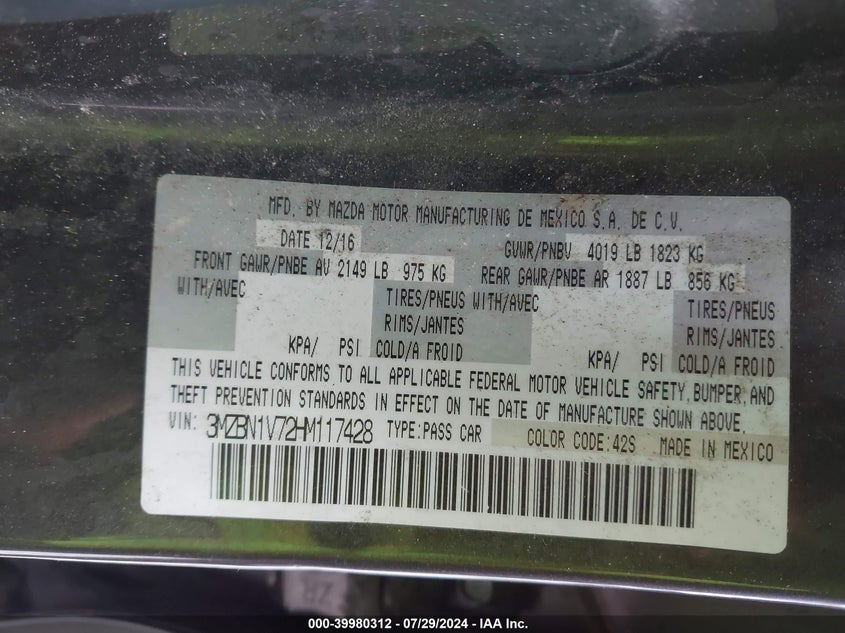 MFD. BY MAZDA MOTOR MANUFACTURING DE MEXICO S.A. DE C.V.
DATE 12/16 GVWR/PNBV 4019 LB 1823 KG
FRONT GAWR/PNBE AV 2149 LB 975 KG REAR GAWR/PNBE AR 1887 LB 856 KG
WITH/AVEC TIRES/PNEUS WITH/AVEC TIRES/PNEUS
RIMS/JANTES RIMS/JANTES
KPA/ PSI COLD/A FROID KPA/ PSI COLD/A FROID
THIS VEHICLE CONFORMS TO ALL APPLICABLE FEDERAL MOTOR VEHICLE SAFETY, BUMPER, AND
THEFT PREVENTION STANDARDS IN EFFECT ON THE DATE OF MANUFACTURE SHOWN ABOVE.
VIN: 3MZBN1V72HM117428 TYPE:PASS CAR COLOR CODE:42S MADE IN MEXICO
000-39980312 - 07/29/2024 - IAA Inc.